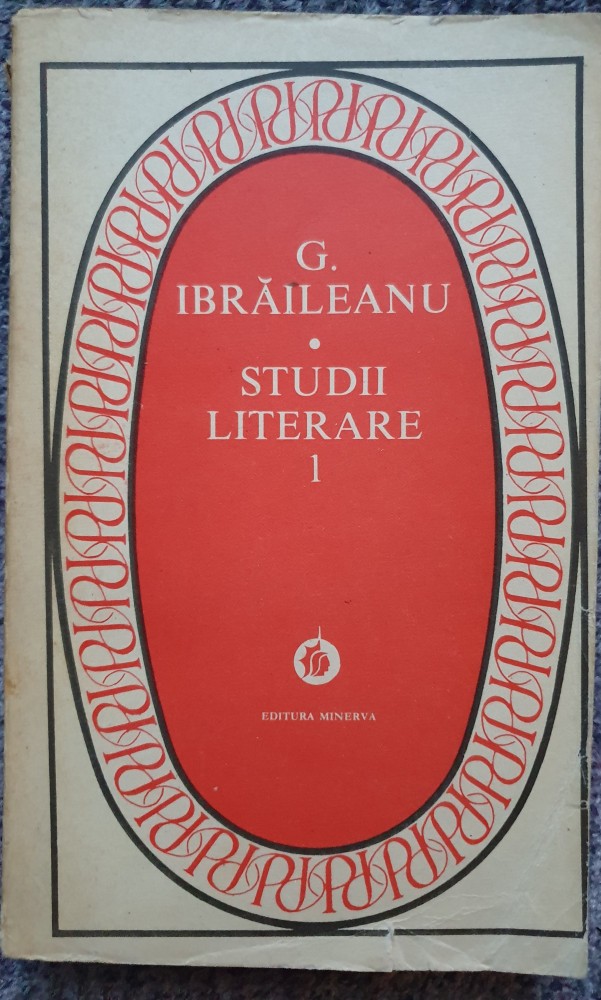 G.
IBRĂILEANU
•
STUDII
LITERARE
1
EDITURA MINERVA